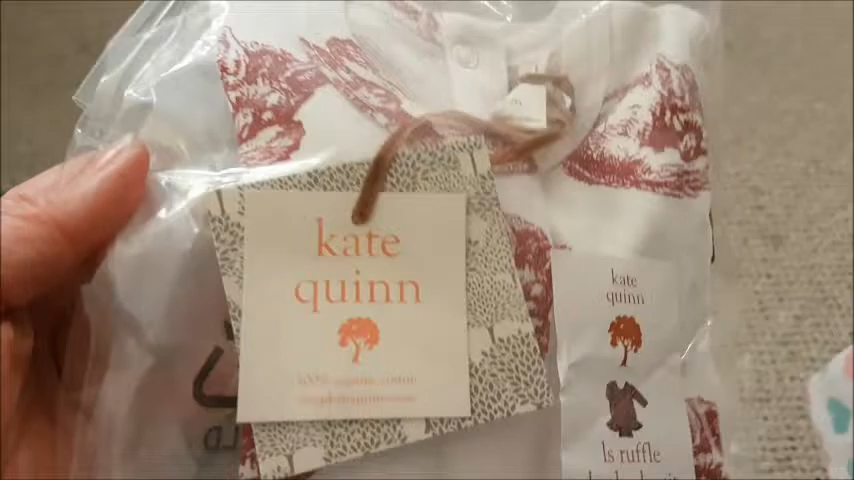 kate
quinn
100% organic cotton
kate
quinn
ls ruffle